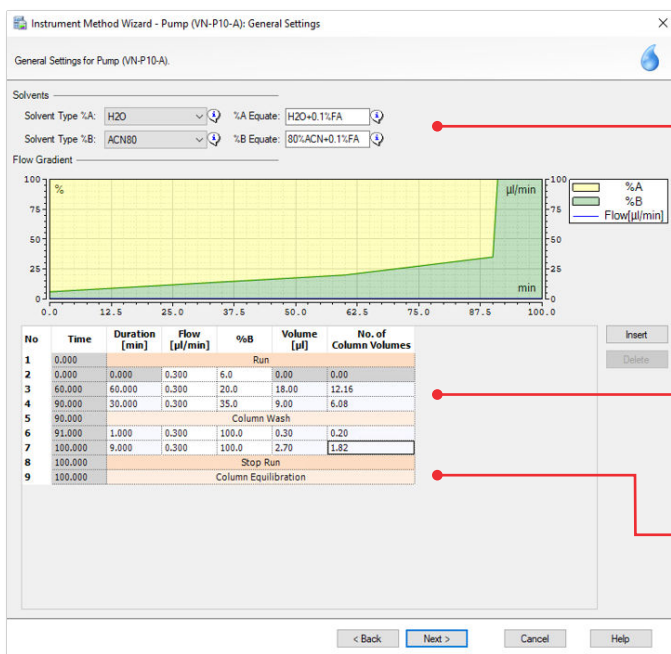 Instrument Method Wizard - Pump (VN-P10-A): General Settings
General Settings for Pump (VN-P10-A).
Solvents
Solvent Type %A: H2O %A Equate: H2O+0.1%FA
Solvent Type %B: ACN80 %B Equate: 80%ACN+0.1%FA
Flow Gradient
100 % µl/min 100 %A
75 75 %B
Flow[µl/min]
50 50
25 25
0 min 0
0.0 12.5 25.0 37.5 50.0 62.5 75.0 87.5 100.0
No Time Duration [min] Flow [µl/min] %B Volume [µl] No. of Column Volumes
1 0.000 Run
2 0.000 0.000 0.300 6.0 0.00 0.00
3 60.000 60.000 0.300 20.0 18.00 12.16
4 90.000 30.000 0.300 35.0 9.00 6.08
5 90.000 Column Wash
6 91.000 1.000 0.300 100.0 0.30 0.20
7 100.000 9.000 0.300 100.0 2.70 1.82
8 100.000 Stop Run
9 100.000 Column Equilibration
Insert
Delete
< Back Next > Cancel Help